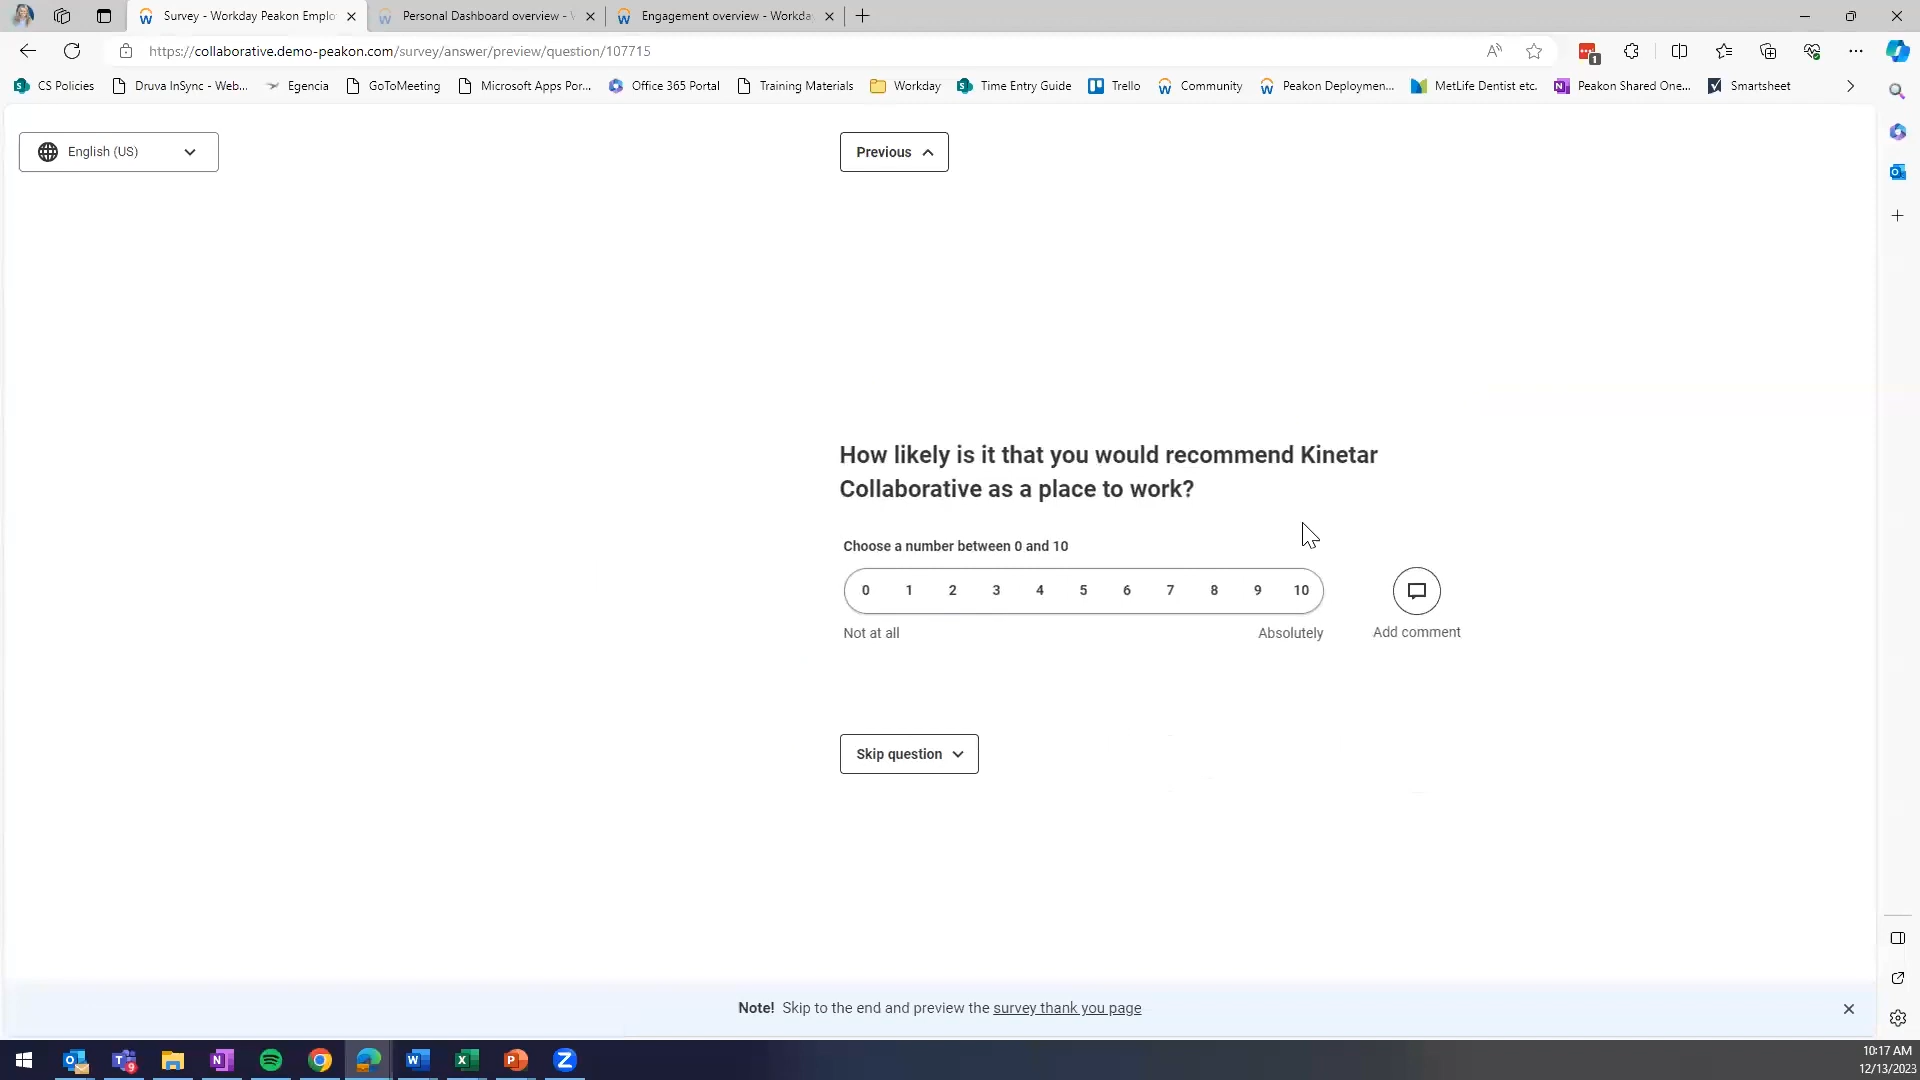 Survey - Workday Peakon Emplo
Personal Dashboard overview -
Engagement overview - Workda
https://collaborative.demo-peakon.com/survey/answer/preview/question/107715
CS Policies
Druva InSync - Web...
Egencia
GoToMeeting
Microsoft Apps Por...
Office 365 Portal
Training Materials
Workday
Time Entry Guide
Trello
Community
Peakon Deploymen...
MetLife Dentist etc.
Peakon Shared One...
Smartsheet
English (US)
Previous
How likely is it that you would recommend Kinetar
Collaborative as a place to work?
Choose a number between 0 and 10
0 1 2 3 4 5 6 7 8 9 10
Not at all
Absolutely
Add comment
Skip question
Note! Skip to the end and preview the survey thank you page
10:17 AM
12/13/2023